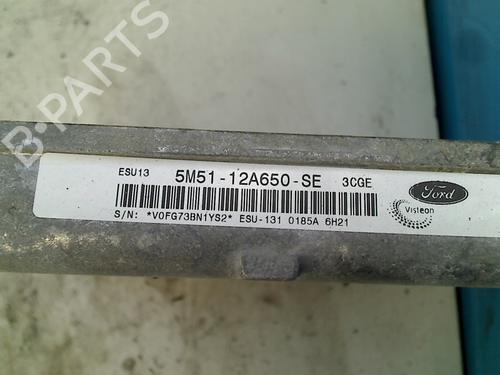 B-PARTS
ESU13 5M51-12A650-SE 3CGE
Ford
Visteon
S/N: *V0FG73BN1YS2* ESU-131 0185A 6H21